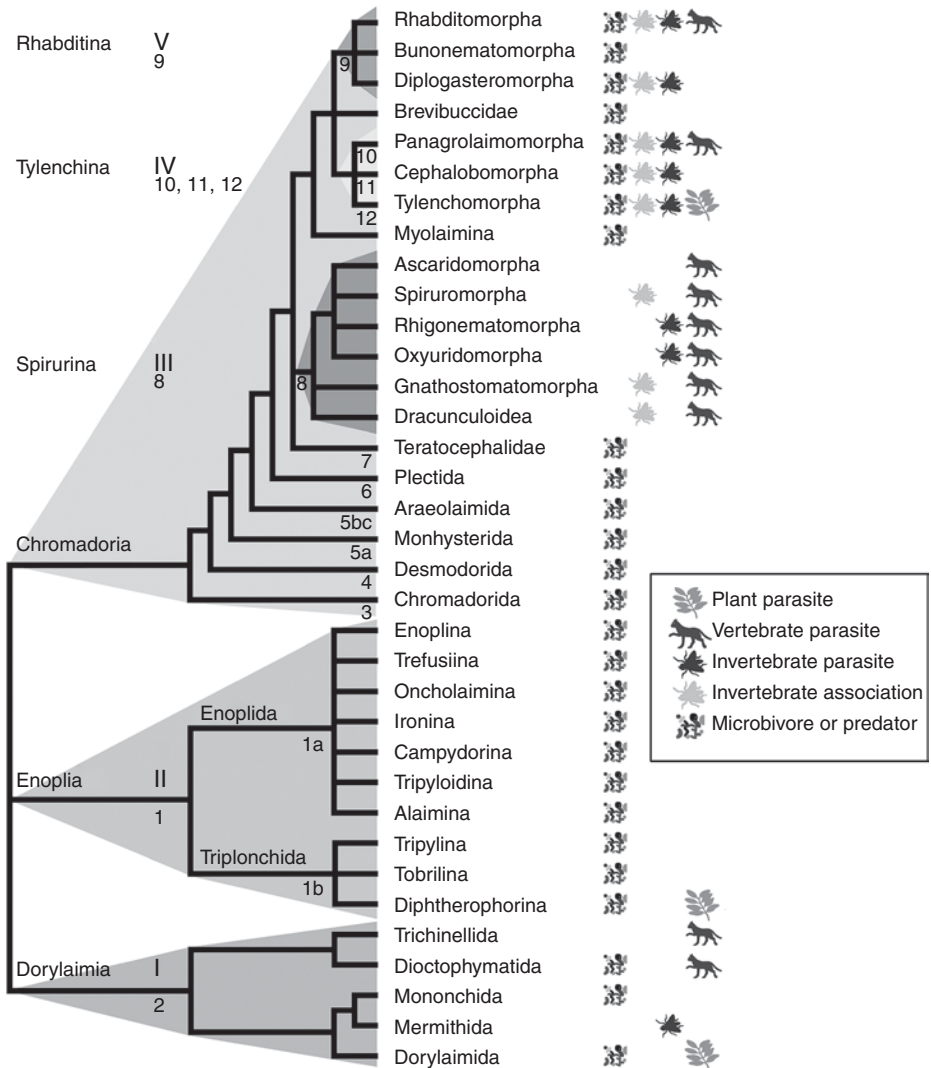 Rhabditina
V
9
Tylenchina
IV
10, 11, 12
Spirurina
III
8
Chromadoria
Enoplia
II
1
Enoplida
1a
Triplonchida
1b
Dorylaimia
I
2
9
10
11
12
8
7
6
5bc
5a
4
3
Rhabditomorpha
Bunonematomorpha
Diplogasteromorpha
Brevibuccidae
Panagrolaimomorpha
Cephalobomorpha
Tylenchomorpha
Myolaimina
Ascaridomorpha
Spiruromorpha
Rhigonematomorpha
Oxyuridomorpha
Gnathostomatomorpha
Dracunculoidea
Teratocephalidae
Plectida
Araeolaimida
Monhysterida
Desmodorida
Chromadorida
Enoplina
Trefusiina
Oncholaimina
Ironina
Campydorina
Tripyloidina
Alaimina
Tripylina
Tobrilina
Diphtherophorina
Trichinellida
Dioctophymatida
Mononchida
Mermithida
Dorylaimida
Plant parasite
Vertebrate parasite
Invertebrate parasite
Invertebrate association
Microbivore or predator